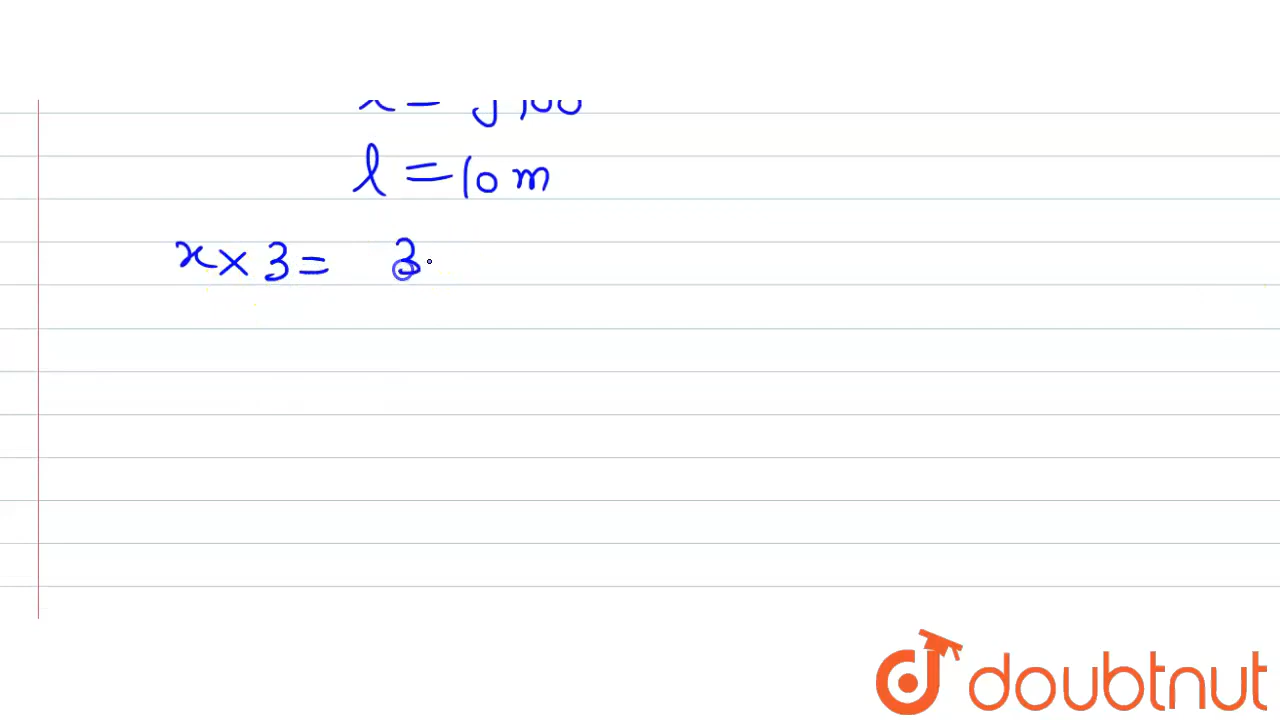 l = 10 m
x × 3 = 3
doubtnut